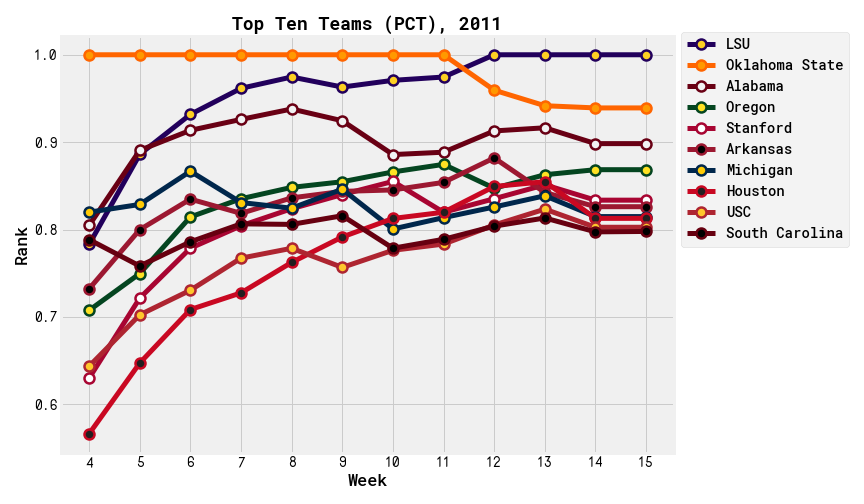 Top Ten Teams (PCT), 2011
LSU
Oklahoma State
Alabama
Oregon
Stanford
Arkansas
Michigan
Houston
USC
South Carolina
Rank
1.0
0.9
0.8
0.7
0.6
4 5 6 7 8 9 10 11 12 13 14 15
Week